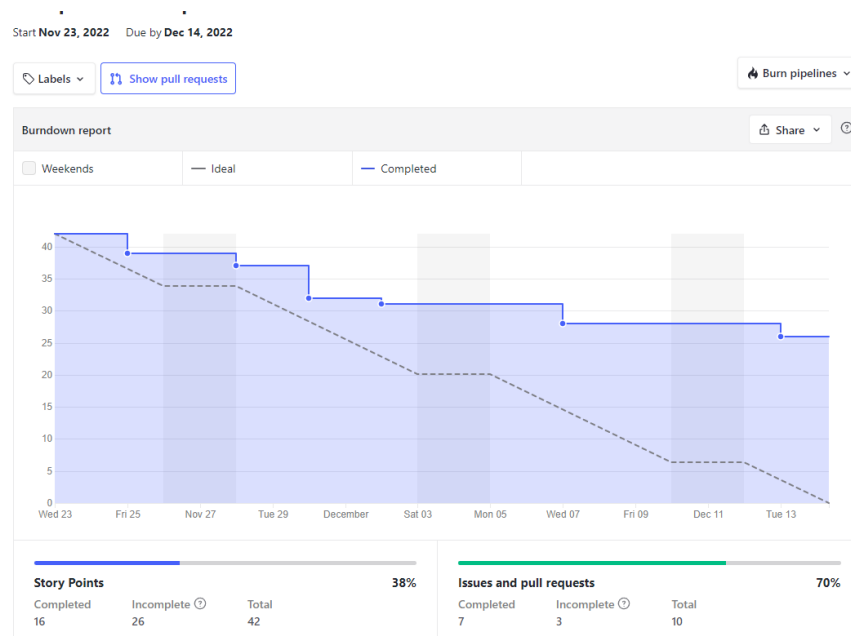 Start Nov 23, 2022 Due by Dec 14, 2022
Labels Show pull requests Burn pipelines
Burndown report Share
Weekends Ideal Completed
40
35
30
25
20
15
10
5
0
Wed 23 Fri 25 Nov 27 Tue 29 December Sat 03 Mon 05 Wed 07 Fri 09 Dec 11 Tue 13
Story Points 38%
Completed Incomplete ? Total
16 26 42
Issues and pull requests 70%
Completed Incomplete ? Total
7 3 10